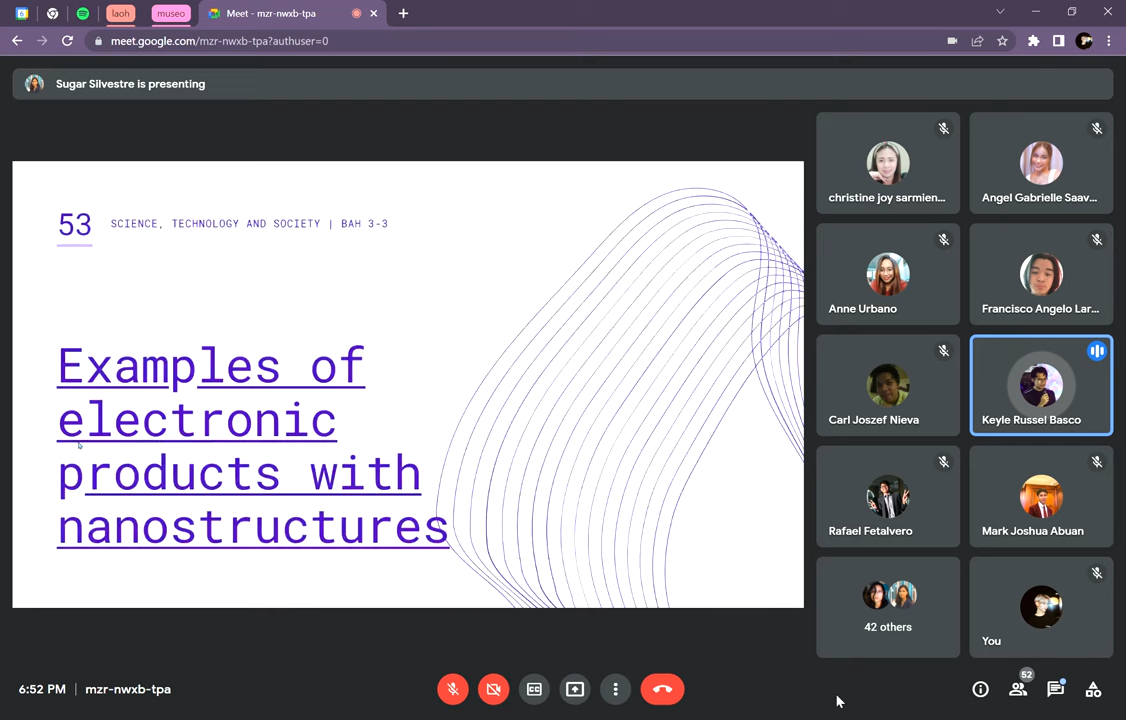 laoh
museo
Meet - mzr-nwxb-tpa
meet.google.com/mzr-nwxb-tpa?authuser=0
Sugar Silvestre is presenting
53
SCIENCE, TECHNOLOGY AND SOCIETY | BAH 3-3
Examples of
electronic
products with
nanostructures
christine joy sarmien...
Angel Gabrielle Saav...
Anne Urbano
Francisco Angelo Lar...
Carl Joszef Nieva
Keyle Russel Basco
Rafael Fetalvero
Mark Joshua Abuan
42 others
You
6:52 PM | mzr-nwxb-tpa
CC
52